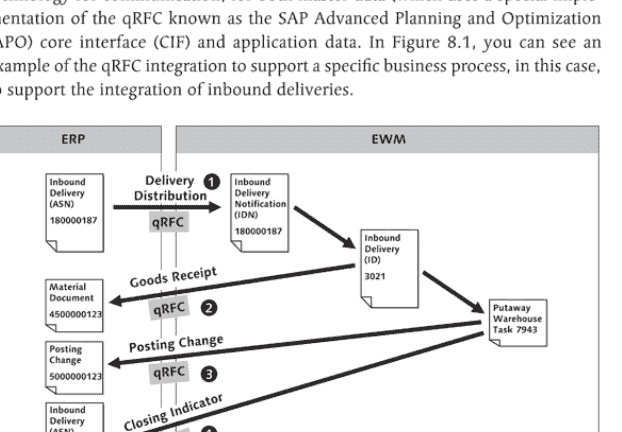 mentation of the qRFC known as the SAP Advanced Planning and Optimization
APO) core interface (CIF) and application data. In Figure 8.1, you can see an
example of the qRFC integration to support a specific business process, in this case,
o support the integration of inbound deliveries.
ERP
EWM
Inbound
Delivery
(ASN)
180000187
Delivery
Distribution
1
qRFC
Inbound
Delivery
Notification
(IDN)
180000187
Inbound
Delivery
(ID)
3021
Goods Receipt
qRFC
2
Material
Document
4500000123
Putaway
Warehouse
Task 7943
Posting Change
qRFC
3
Posting
Change
5000000123
Closing Indicator
Inbound
Delivery
(ASN)